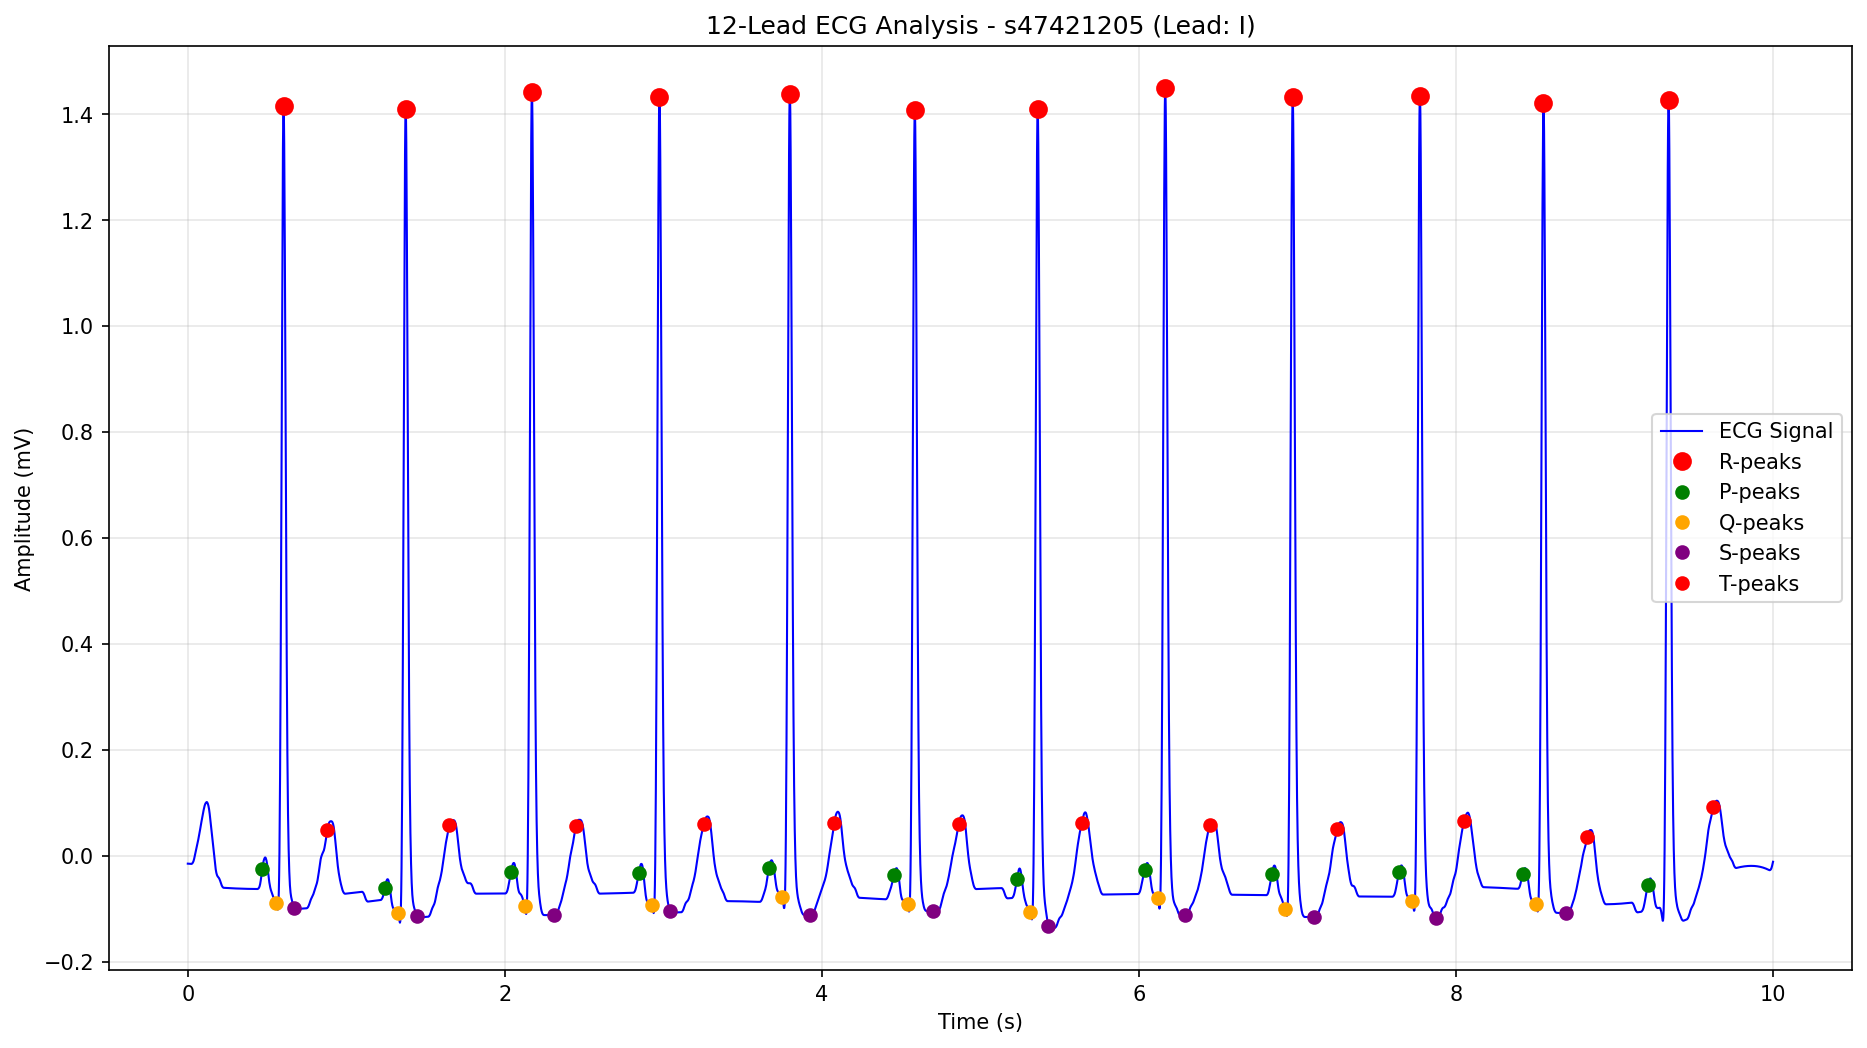 12-Lead ECG Analysis - s47421205 (Lead: I)
1.4
1.2
1.0
0.8
0.6
0.4
0.2
0.0
−0.2
Amplitude (mV)
ECG Signal
R-peaks
P-peaks
Q-peaks
S-peaks
T-peaks
0 2 4 6 8 10
Time (s)